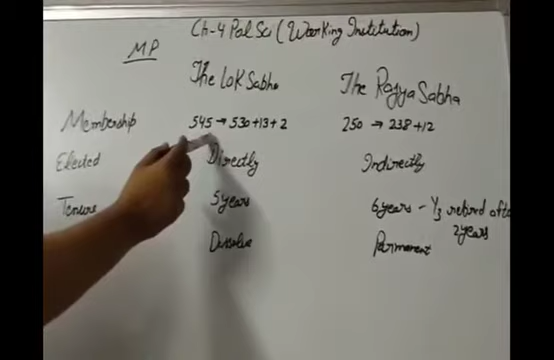 Ch-4 Pol Sci (Working Institution)
MP
The Lok Sabha The Rajya Sabha
Membership 545 → 530+13+2 250 → 238+12
Elected Directly Indirectly
Tenure 5 years 6 years - 1/3 retired after
2 years
Dissolve Permanent